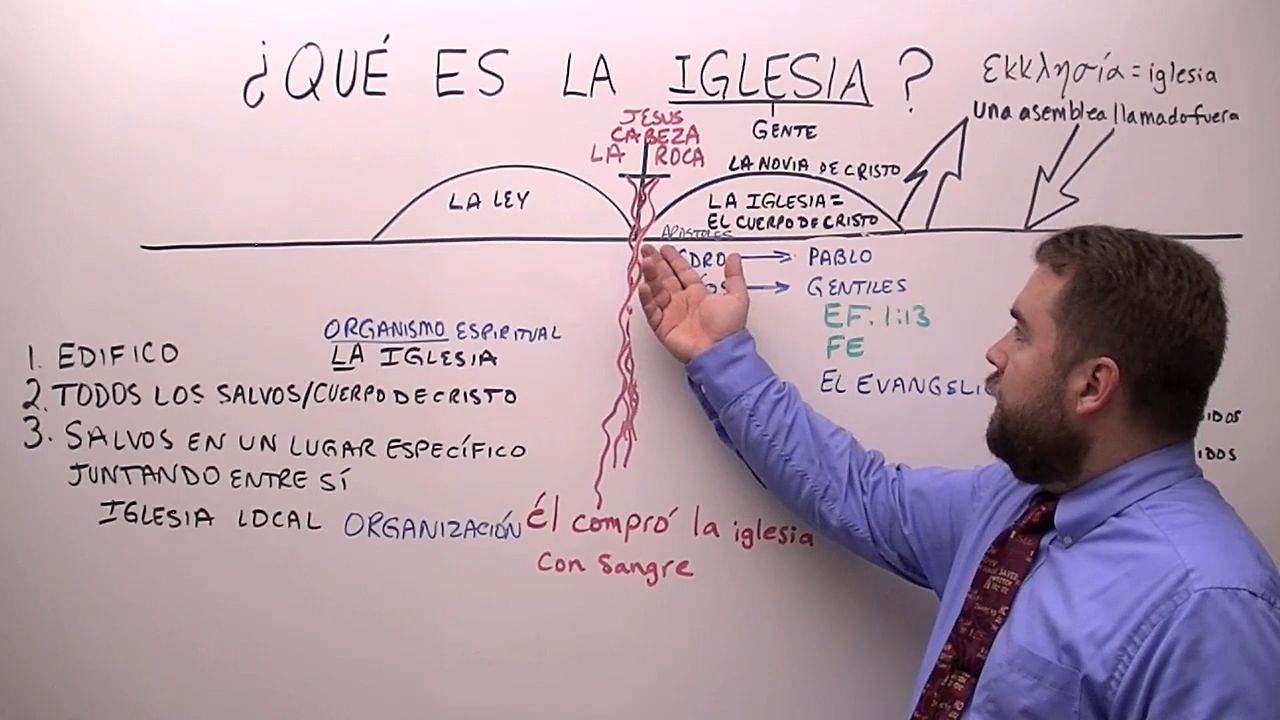 ¿QUÉ ES LA IGLESIA?
εκκλησία = iglesia
una asamblea llamado fuera
GENTE
JESUS
CABEZA
LA ROCA
LA NOVIA DE CRISTO
LA LEY
LA IGLESIA =
EL CUERPO DE CRISTO
APOSTOLES
PABLO
GENTILES
EF. 1:13
FE
ORGANISMO ESPIRITUAL
LA IGLESIA
1. EDIFICO
2. TODOS LOS SALVOS/CUERPO DE CRISTO
3. SALVOS EN UN LUGAR ESPECÍFICO
JUNTANDO ENTRE SÍ
IGLESIA LOCAL ORGANIZACIÓN
EL
Él compró la iglesia
con sangre